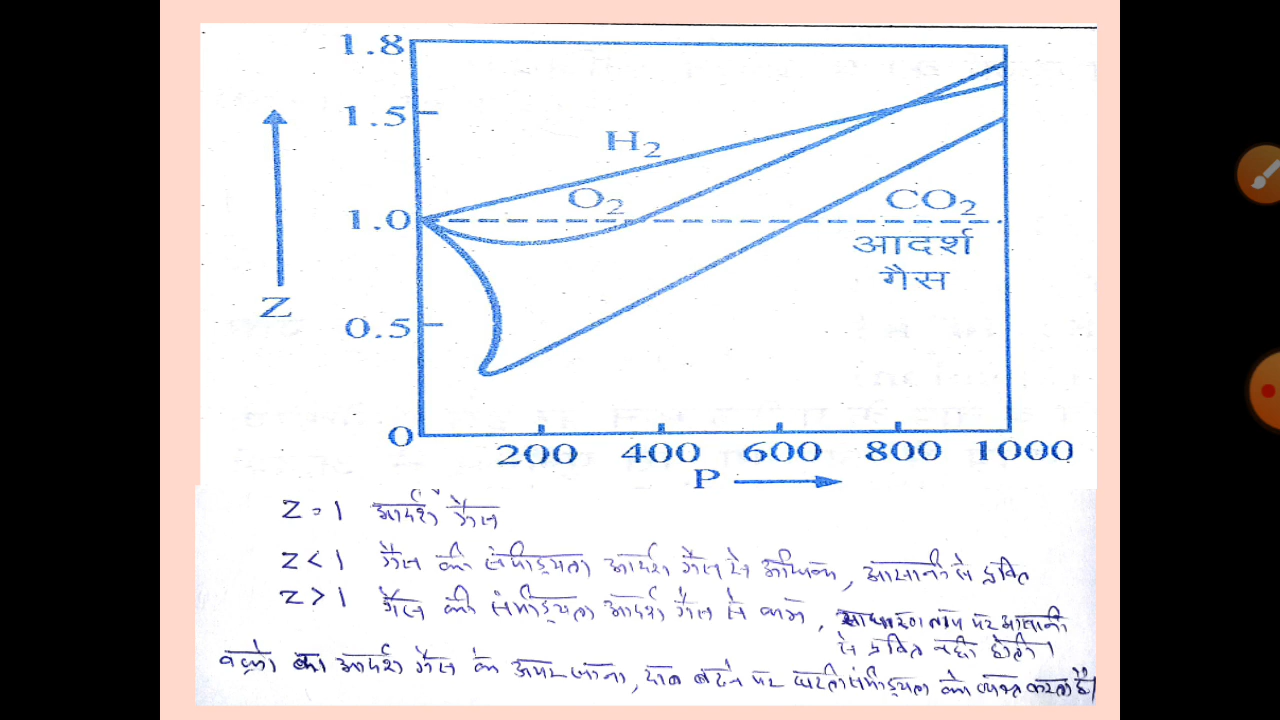 1.8
1.5
H₂
O₂
1.0
CO₂
आदर्श
गैस
Z
0.5
0
200 400 600 800 1000
P
Z = 1 आदर्श गैस
Z < 1 गैस की संपीड्यता आदर्श गैस से अधिक, आसानी से द्रवित
Z > 1 गैस की संपीड्यता आदर्श गैस से कम, साधारण ताप पर आसानी
से द्रवित नही होती।
वक्रो का आदर्श गैस के ऊपर जाना, दाब बढ़ने पर घटती संपीड्यता को व्यक्त करता है।